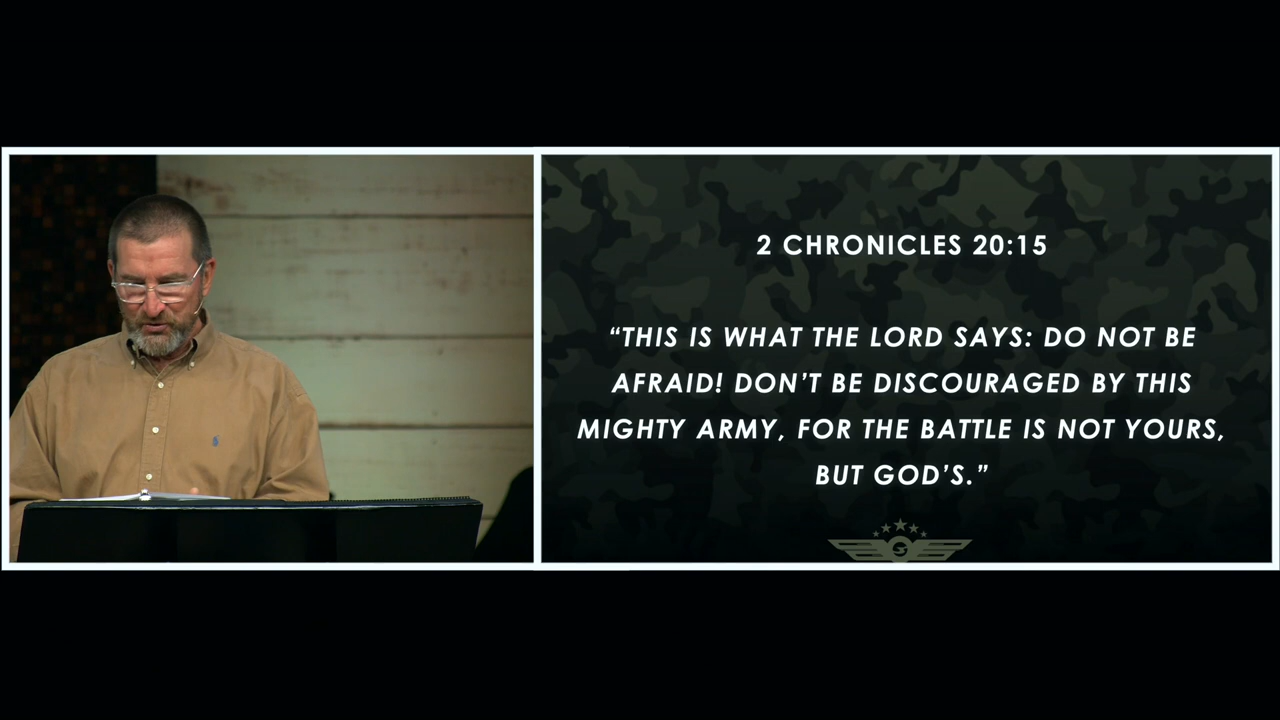 2 CHRONICLES 20:15
“THIS IS WHAT THE LORD SAYS: DO NOT BE
AFRAID! DON’T BE DISCOURAGED BY THIS
MIGHTY ARMY, FOR THE BATTLE IS NOT YOURS,
BUT GOD’S.”